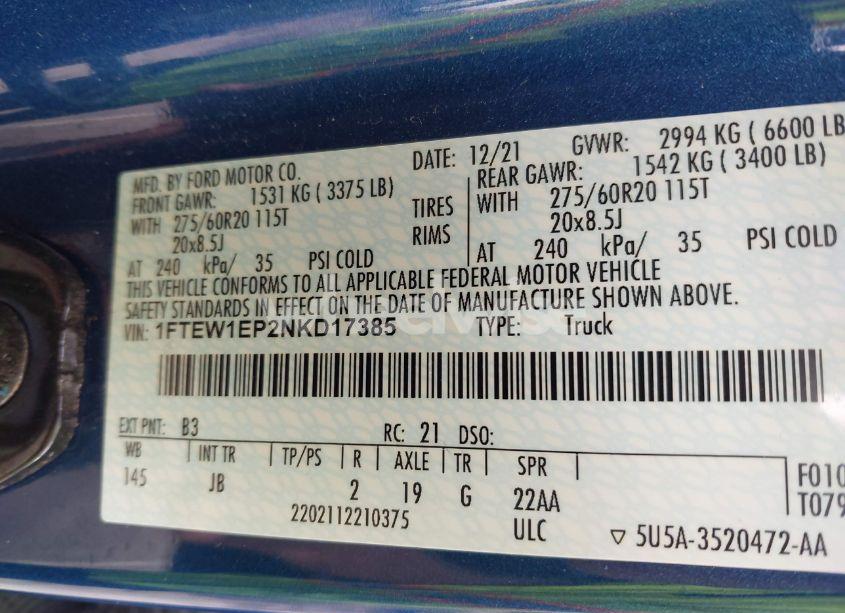 MFD. BY FORD MOTOR CO. DATE: 12/21 GVWR: 2994 KG ( 6600 LB
FRONT GAWR: 1531 KG ( 3375 LB) REAR GAWR: 1542 KG ( 3400 LB)
WITH 275/60R20 115T TIRES WITH 275/60R20 115T
20x8.5J RIMS 20x8.5J
AT 240 kPa/ 35 PSI COLD AT 240 kPa/ 35 PSI COLD
THIS VEHICLE CONFORMS TO ALL APPLICABLE FEDERAL MOTOR VEHICLE
SAFETY STANDARDS IN EFFECT ON THE DATE OF MANUFACTURE SHOWN ABOVE.
VIN: 1FTEW1EP2NKD17385 TYPE: Truck
EXT PNT: B3 RC: 21 DSO:
WB INT TR TP/PS R AXLE TR SPR
145 JB 2 19 G 22AA F010
2202112210375 ULC T079
▽ 5U5A-3520472-AA